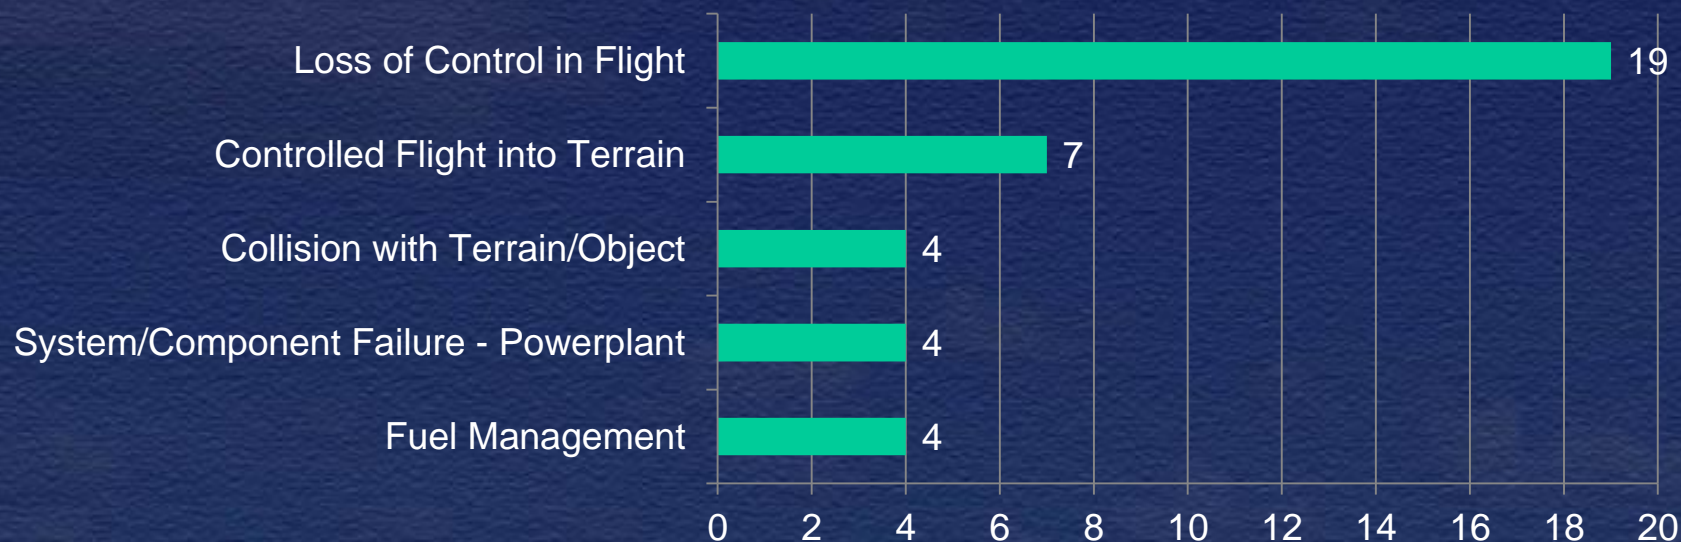 Loss of Control in Flight 19
Controlled Flight into Terrain 7
Collision with Terrain/Object 4
System/Component Failure - Powerplant 4
Fuel Management 4
0 2 4 6 8 10 12 14 16 18 20